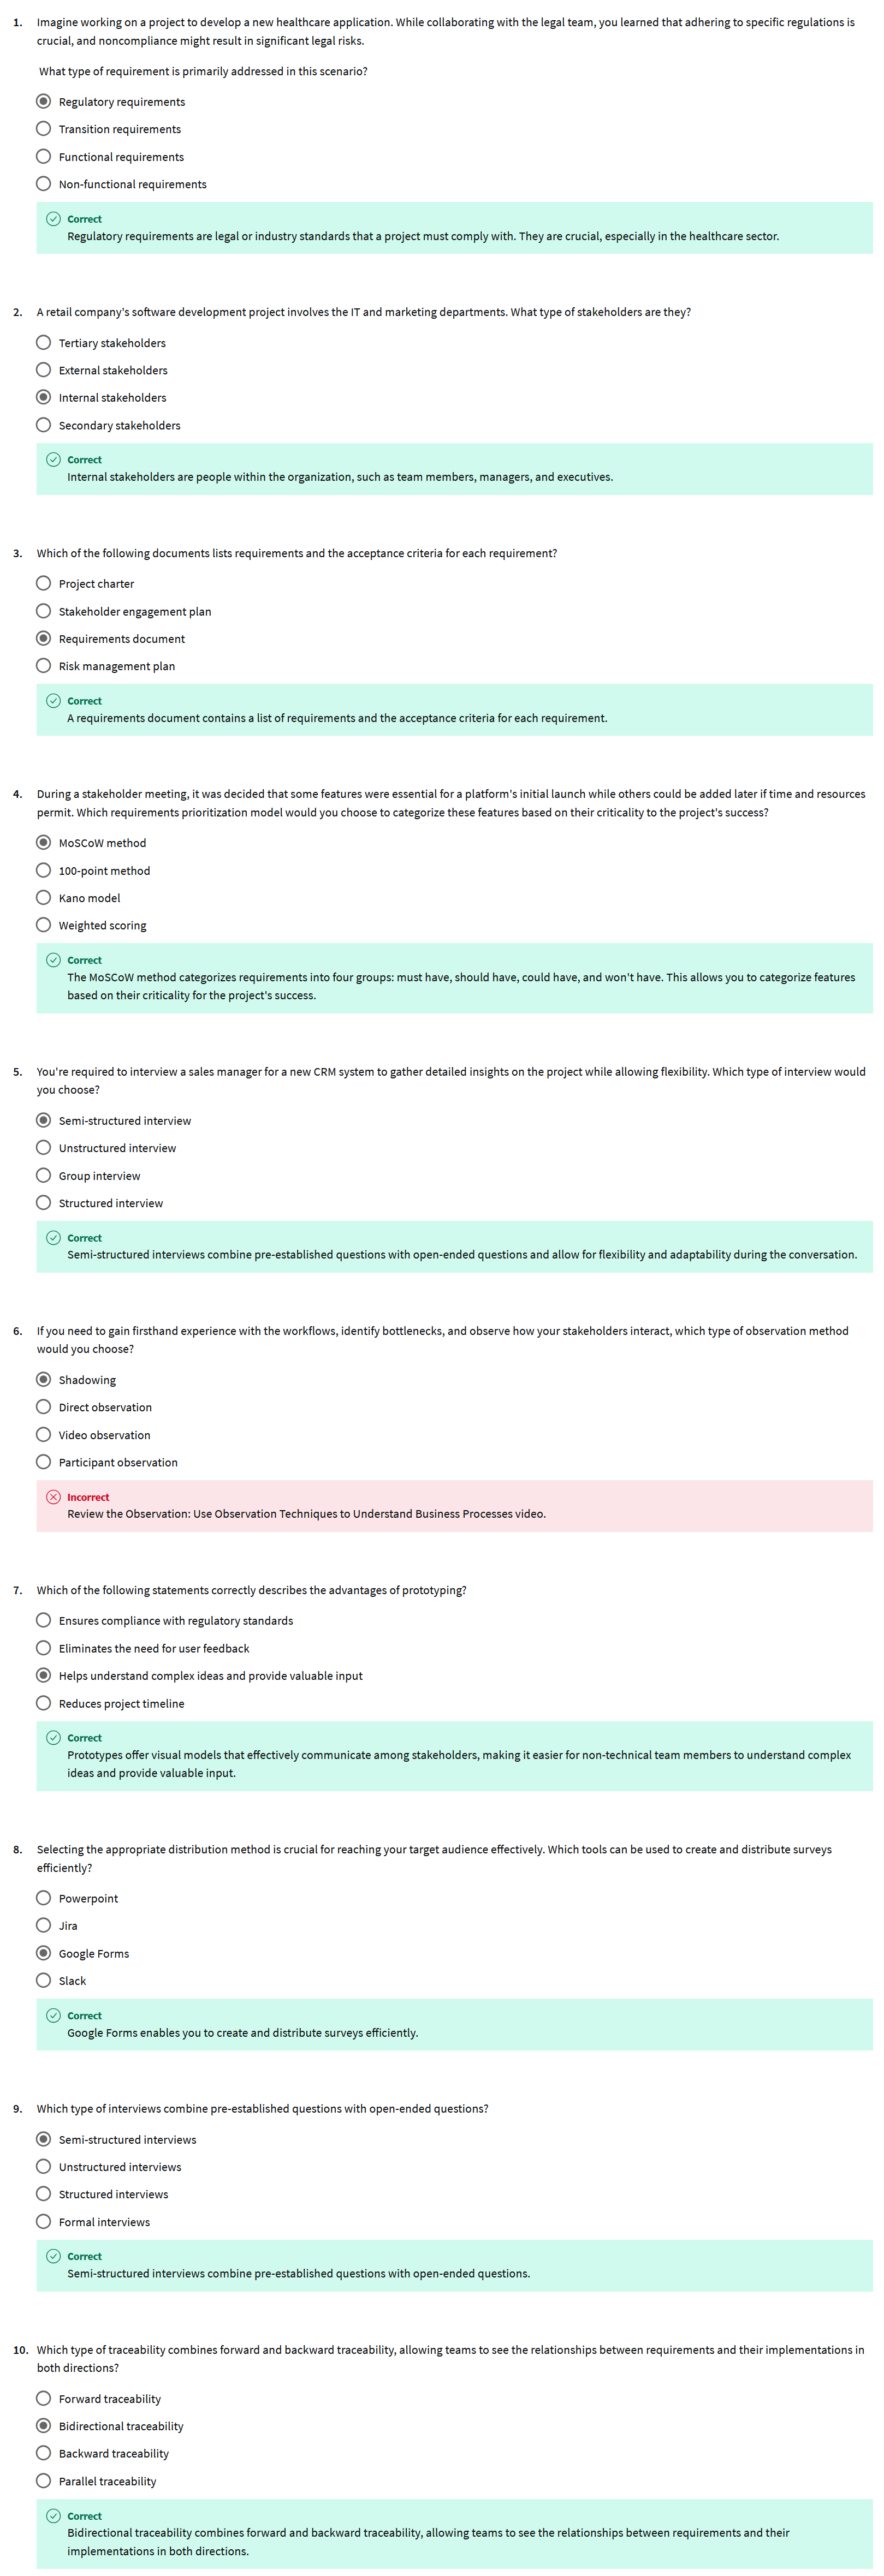 1. Imagine working on a project to develop a new healthcare application. While collaborating with the legal team, you learned that adhering to specific regulations is
crucial, and noncompliance might result in significant legal risks.
What type of requirement is primarily addressed in this scenario?
Regulatory requirements
Transition requirements
Functional requirements
Non-functional requirements
Correct
Regulatory requirements are legal or industry standards that a project must comply with. They are crucial, especially in the healthcare sector.
2. A retail company's software development project involves the IT and marketing departments. What type of stakeholders are they?
Tertiary stakeholders
External stakeholders
Internal stakeholders
Secondary stakeholders
Correct
Internal stakeholders are people within the organization, such as team members, managers, and executives.
3. Which of the following documents lists requirements and the acceptance criteria for each requirement?
Project charter
Stakeholder engagement plan
Requirements document
Risk management plan
Correct
A requirements document contains a list of requirements and the acceptance criteria for each requirement.
4. During a stakeholder meeting, it was decided that some features were essential for a platform's initial launch while others could be added later if time and resources
permit. Which requirements prioritization model would you choose to categorize these features based on their criticality to the project's success?
MoSCoW method
100-point method
Kano model
Weighted scoring
Correct
The MoSCoW method categorizes requirements into four groups: must have, should have, could have, and won't have. This allows you to categorize features
based on their criticality for the project's success.
5. You're required to interview a sales manager for a new CRM system to gather detailed insights on the project while allowing flexibility. Which type of interview would
you choose?
Semi-structured interview
Unstructured interview
Group interview
Structured interview
Correct
Semi-structured interviews combine pre-established questions with open-ended questions and allow for flexibility and adaptability during the conversation.
6. If you need to gain firsthand experience with the workflows, identify bottlenecks, and observe how your stakeholders interact, which type of observation method
would you choose?
Shadowing
Direct observation
Video observation
Participant observation
Incorrect
Review the Observation: Use Observation Techniques to Understand Business Processes video.
7. Which of the following statements correctly describes the advantages of prototyping?
Ensures compliance with regulatory standards
Eliminates the need for user feedback
Helps understand complex ideas and provide valuable input
Reduces project timeline
Correct
Prototypes offer visual models that effectively communicate among stakeholders, making it easier for non-technical team members to understand complex
ideas and provide valuable input.
8. Selecting the appropriate distribution method is crucial for reaching your target audience effectively. Which tools can be used to create and distribute surveys
efficiently?
Powerpoint
Jira
Google Forms
Slack
Correct
Google Forms enables you to create and distribute surveys efficiently.
9. Which type of interviews combine pre-established questions with open-ended questions?
Semi-structured interviews
Unstructured interviews
Structured interviews
Formal interviews
Correct
Semi-structured interviews combine pre-established questions with open-ended questions.
10. Which type of traceability combines forward and backward traceability, allowing teams to see the relationships between requirements and their implementations in
both directions?
Forward traceability
Bidirectional traceability
Backward traceability
Parallel traceability
Correct
Bidirectional traceability combines forward and backward traceability, allowing teams to see the relationships between requirements and their
implementations in both directions.